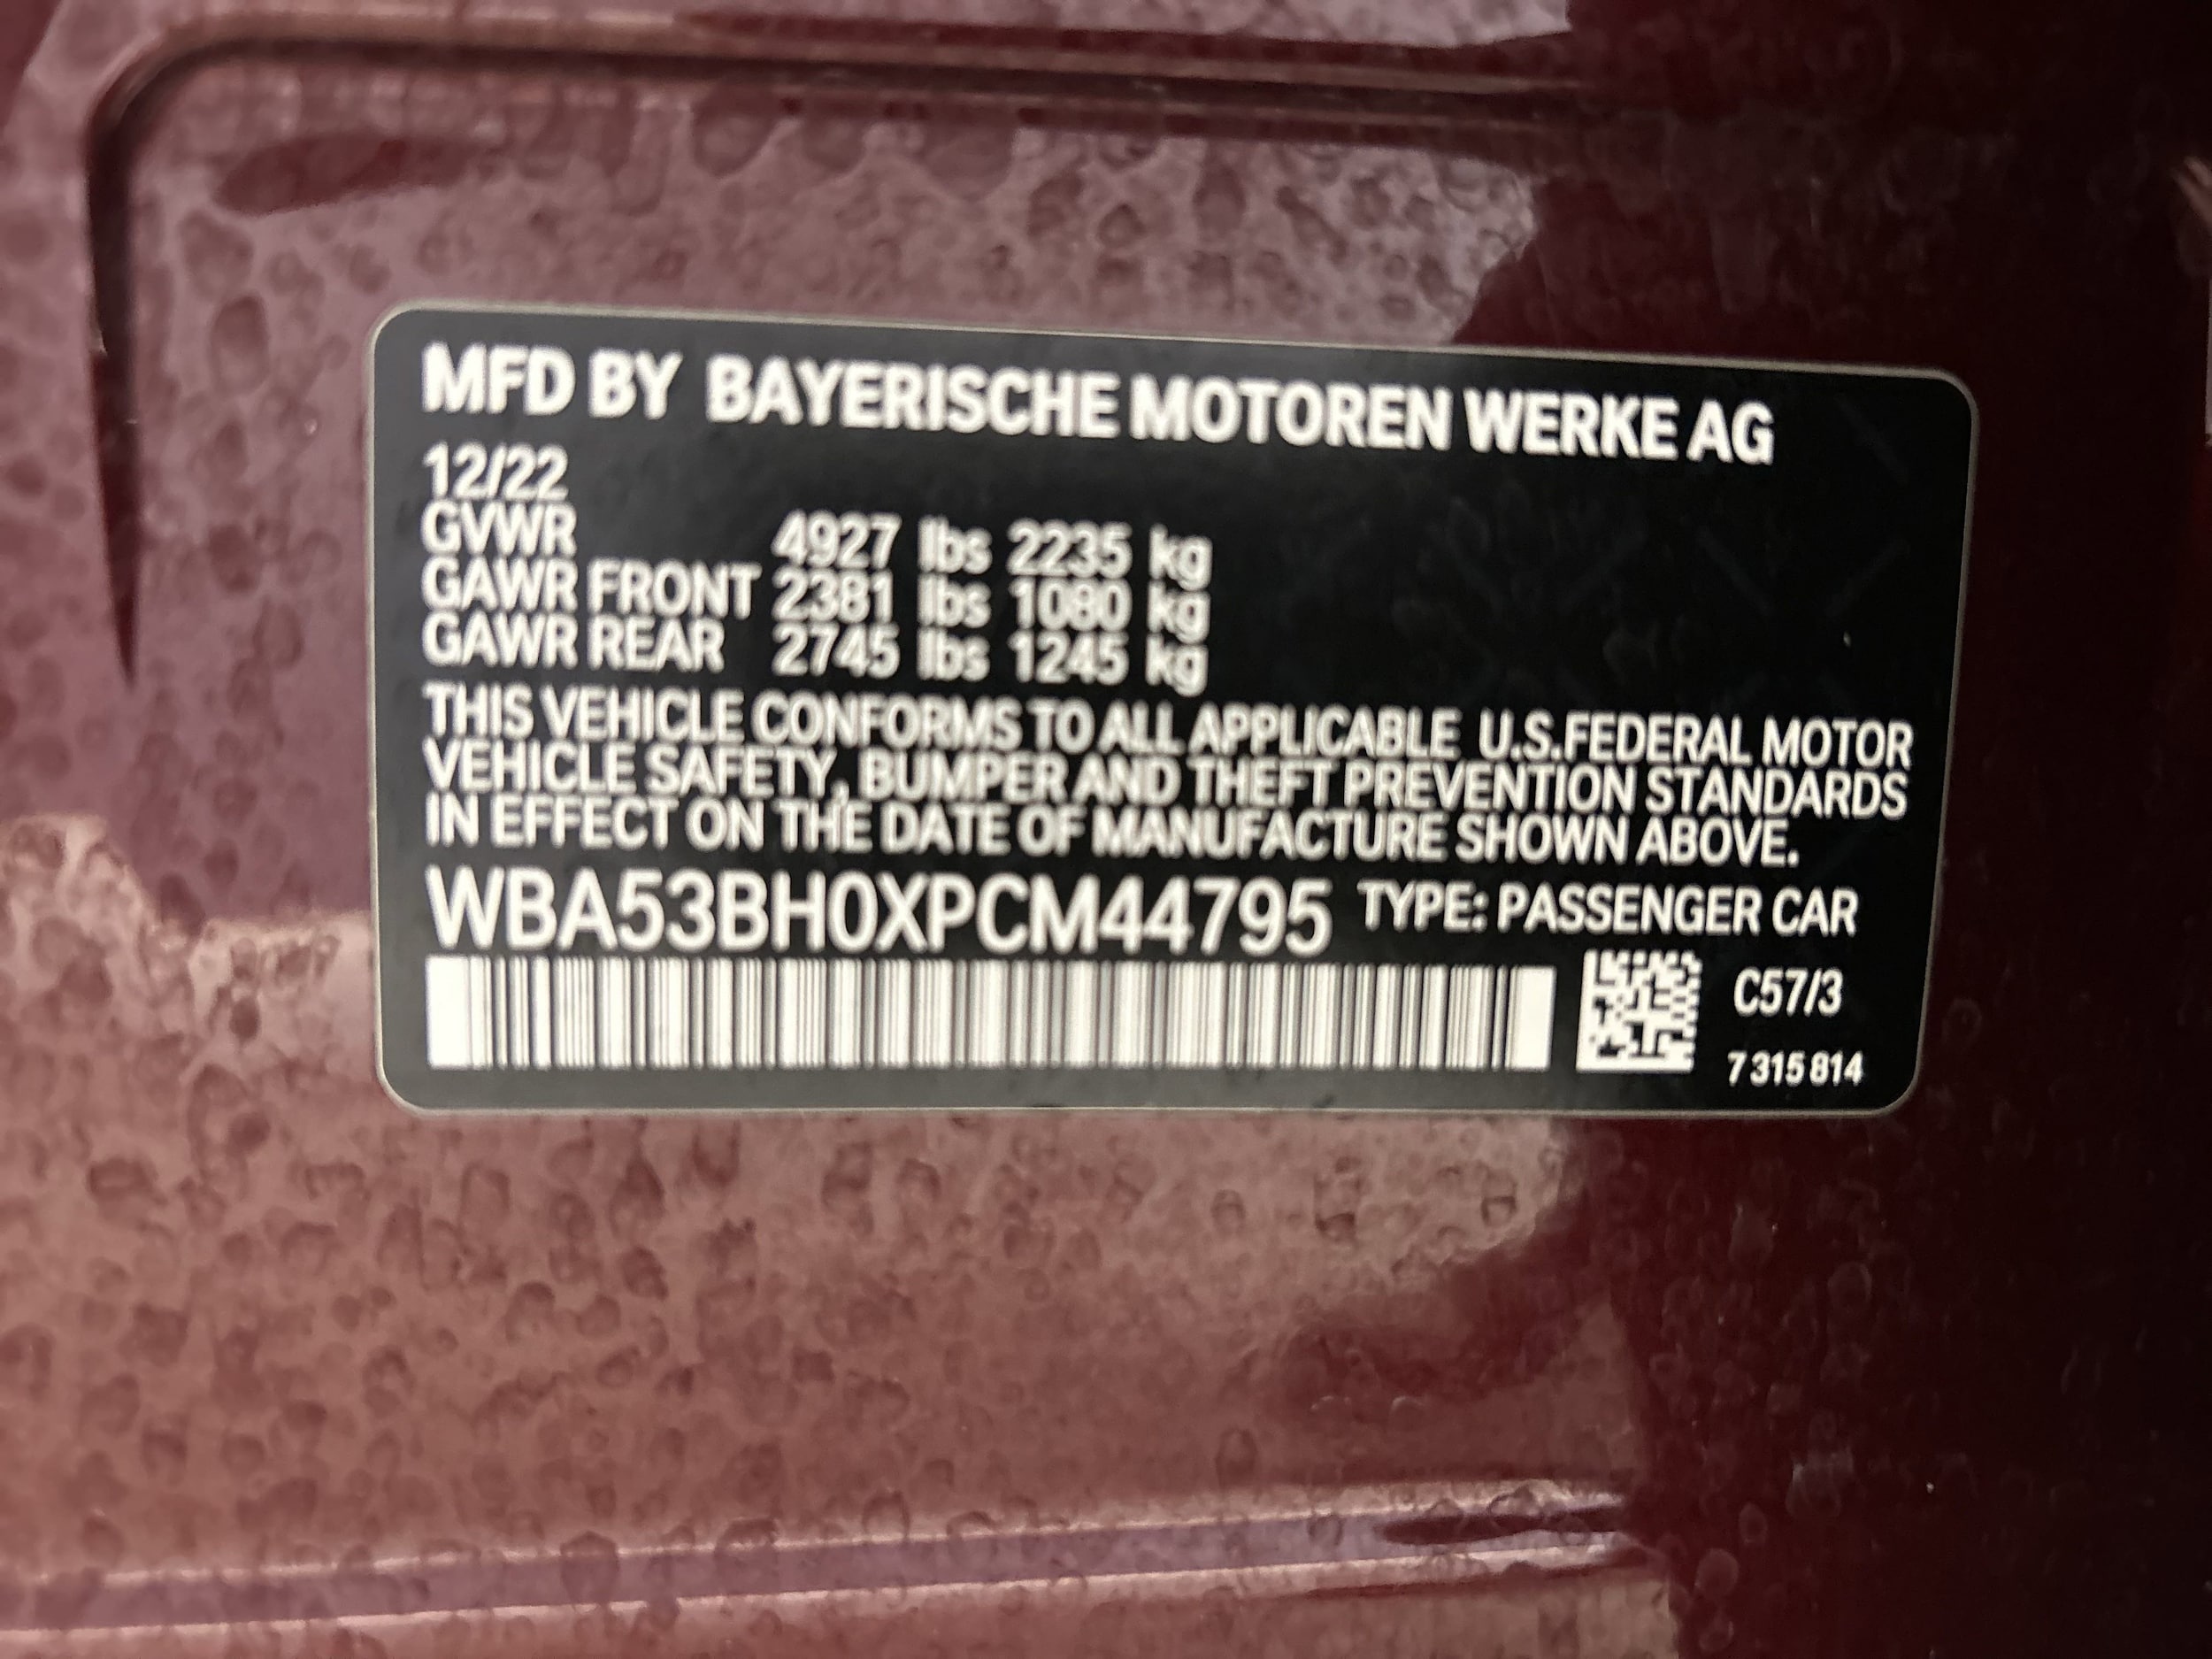 MFD BY BAYERISCHE MOTOREN WERKE AG
12/22
GVWR 4927 lbs 2235 kg
GAWR FRONT 2381 lbs 1080 kg
GAWR REAR 2745 lbs 1245 kg
THIS VEHICLE CONFORMS TO ALL APPLICABLE U.S.FEDERAL MOTOR
VEHICLE SAFETY, BUMPER AND THEFT PREVENTION STANDARDS
IN EFFECT ON THE DATE OF MANUFACTURE SHOWN ABOVE.
WBA53BH0XPCM44795 TYPE: PASSENGER CAR
C57/3
7 315 814